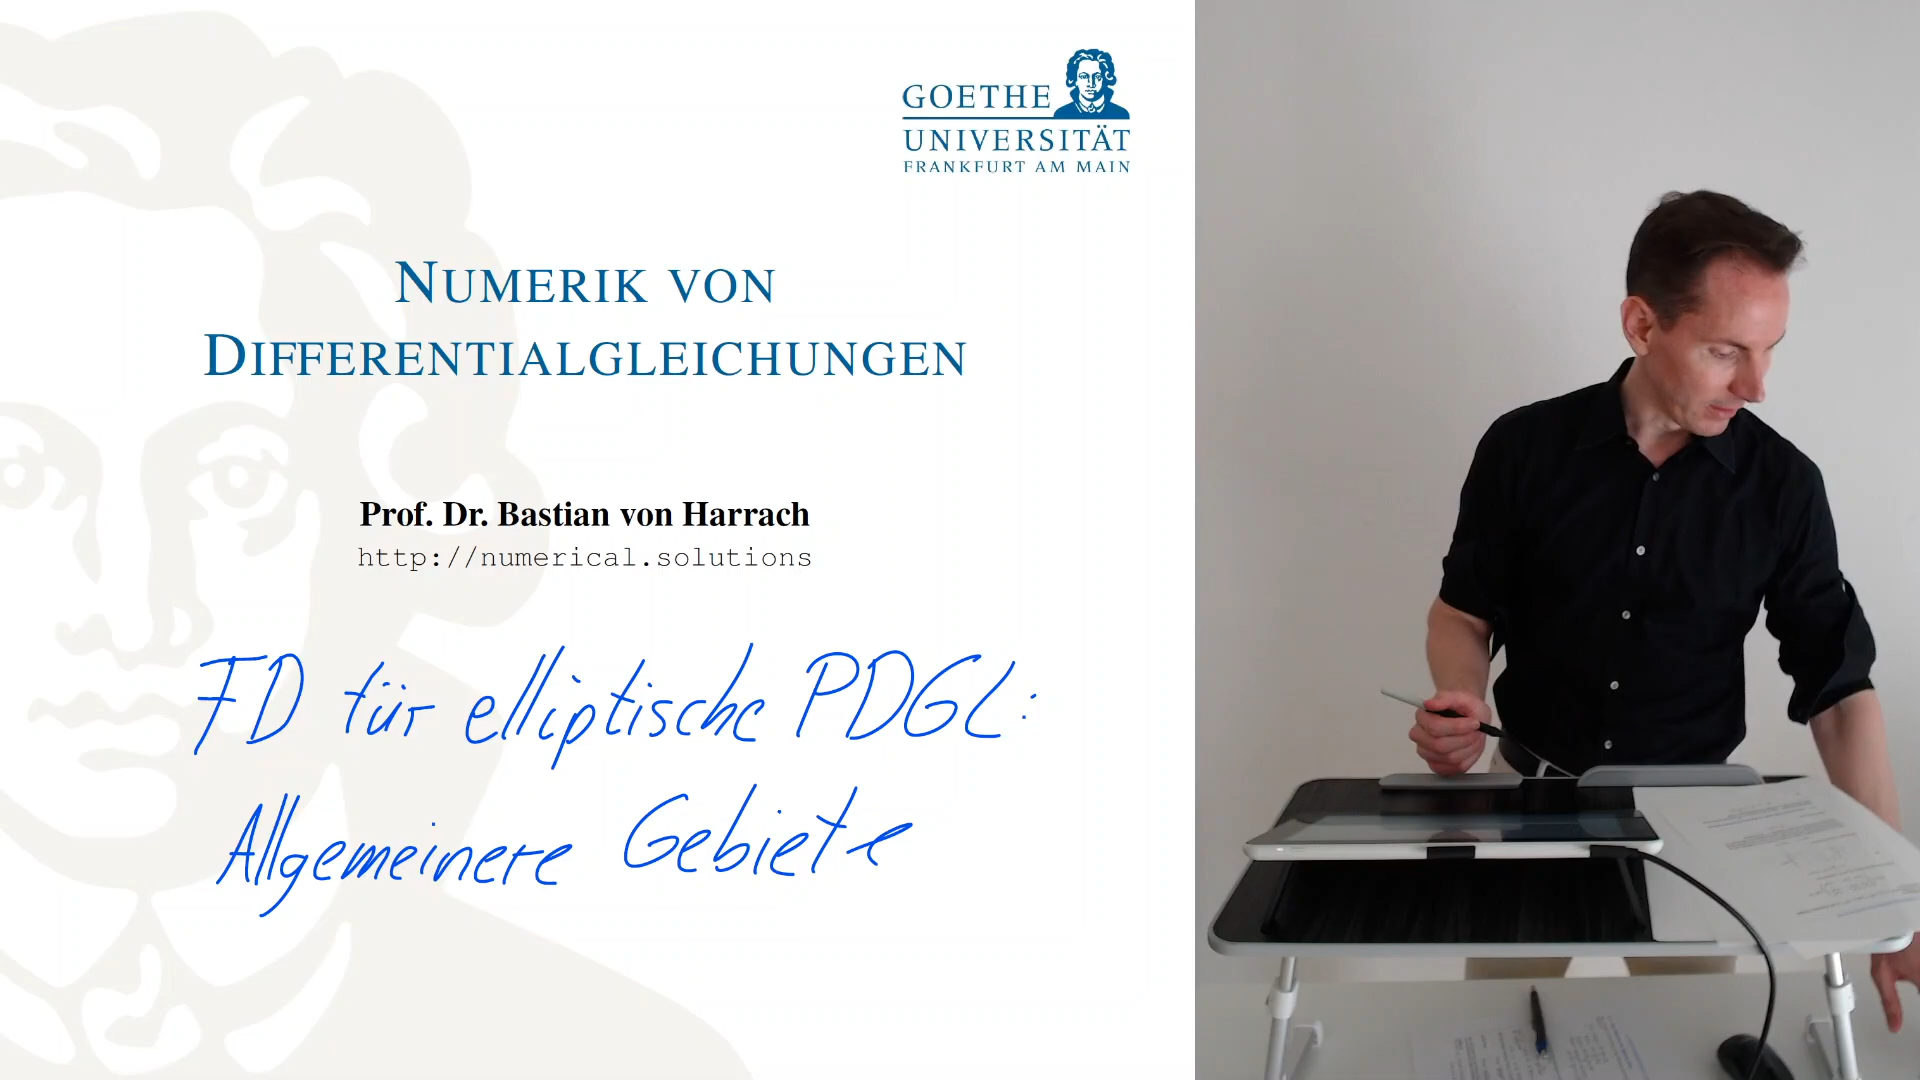 GOETHE
UNIVERSITÄT
FRANKFURT AM MAIN
NUMERIK VON
DIFFERENTIALGLEICHUNGEN
Prof. Dr. Bastian von Harrach
http://numerical.solutions
FD für elliptische PDGL:
Allgemeinere Gebiete